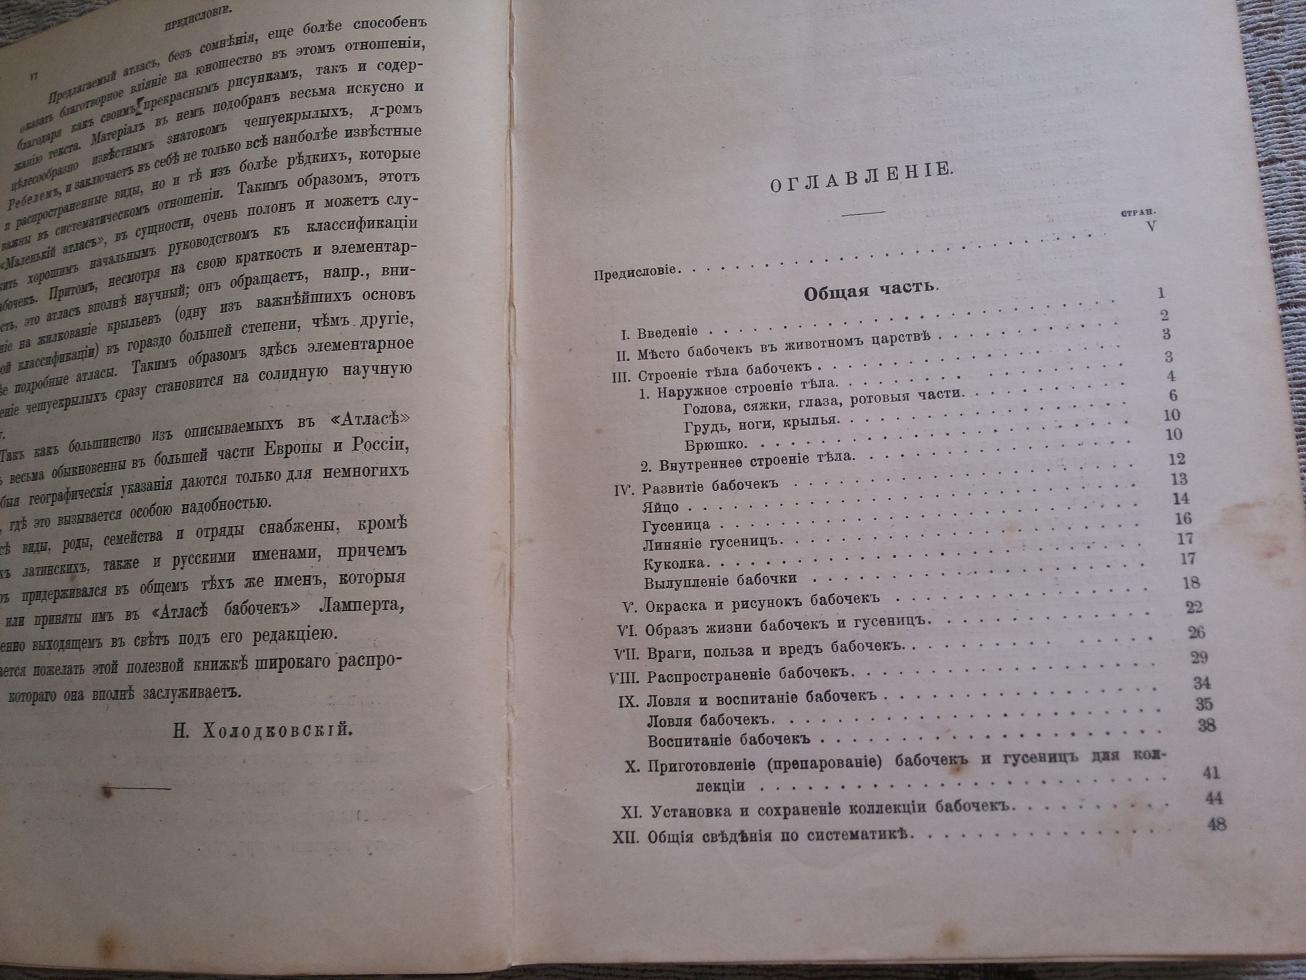 VI
ПРЕДИСЛОВІЕ.
Предлагаемый атласъ, безъ сомнѣнія, еще болѣе способенъ
оказать благотворное вліяніе на юношество въ этомъ отношеніи,
благодаря какъ своимъ прекраснымъ рисункамъ, такъ и содер-
жанію текста. Матеріалъ въ немъ подобранъ весьма искусно и
цѣлесообразно извѣстнымъ знатокомъ чешуекрылыхъ, д-ромъ
Ребелемъ, и заключаетъ въ себѣ не только всѣ наиболѣе извѣстные
и распространенные виды, но и тѣ изъ болѣе рѣдкихъ, которые
важны въ систематическомъ отношеніи. Такимъ образомъ, этотъ
«Маленькій атласъ», въ сущности, очень полонъ и можетъ слу-
жить хорошимъ начальнымъ руководствомъ къ классификаціи
бабочекъ. Притомъ, несмотря на свою краткость и элементар-
ность, это атласъ вполнѣ научный; онъ обращаетъ, напр., вни-
ніе на жилкованіе крыльевъ (одну изъ важнѣйшихъ основъ
ой классификаціи) въ гораздо большей степени, чѣмъ другіе,
ѣе подробные атласы. Такимъ образомъ здѣсь элементарное
еніе чешуекрылыхъ сразу становится на солидную научную
Такъ какъ большинство изъ описываемыхъ въ «Атласѣ»
весьма обыкновенны въ большей части Европы и Россіи,
быя географическія указанія даются только для немногихъ
, гдѣ это вызывается особою надобностью.
сѣ виды, роды, семейства и отряды снабжены, кромѣ
хъ латинскихъ, также и русскими именами, причемъ
ръ придерживался въ общемъ тѣхъ же именъ, которыя
или приняты имъ въ «Атласѣ бабочекъ» Ламперта,
енно выходящемъ въ свѣтъ подъ его редакціею.
ается пожелать этой полезной книжкѣ широкаго распро-
котораго она вполнѣ заслуживаетъ.
Н. Холодковскій.
ОГЛАВЛЕНІЕ.
СТРАН.
Предисловіе. V
Общая часть.
I. Введеніе 1
II. Мѣсто бабочекъ въ животномъ царствѣ 2
III. Строеніе тѣла бабочекъ 3
1. Наружное строеніе тѣла. 3
Голова, сяжки, глаза, ротовыя части. 4
Грудь, ноги, крылья. 6
Брюшко. 10
2. Внутреннее строеніе тѣла. 10
IV. Развитіе бабочекъ 12
Яйцо 13
Гусеница 14
Линяніе гусеницъ. 16
Куколка. 17
Вылупленіе бабочки 17
V. Окраска и рисунокъ бабочекъ 18
VI. Образъ жизни бабочекъ и гусеницъ. 22
VII. Враги, польза и вредъ бабочекъ. 26
VIII. Распространеніе бабочекъ. 29
IX. Ловля и воспитаніе бабочекъ 34
Ловля бабочекъ. 35
Воспитаніе бабочекъ 38
X. Приготовленіе (препарованіе) бабочекъ и гусеницъ для кол-
лекціи 41
XI. Установка и сохраненіе коллекціи бабочекъ. 44
XII. Общія свѣдѣнія по систематикѣ. 48